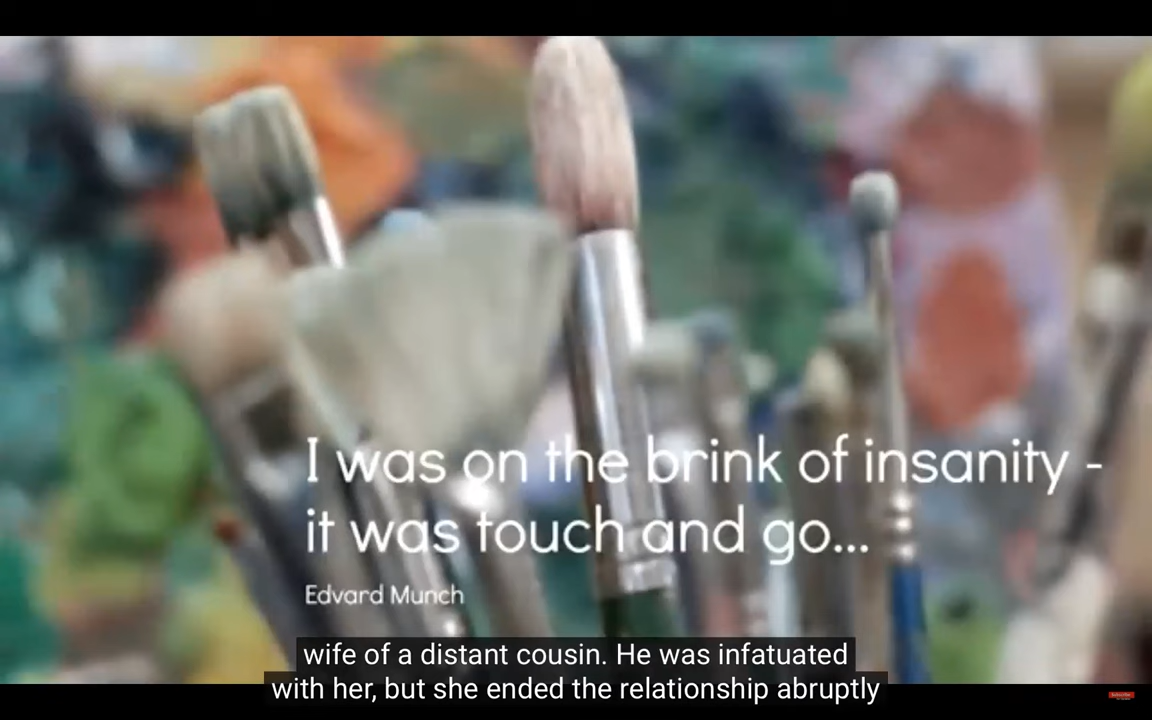 I was on the brink of insanity -
it was touch and go...
Edvard Munch
wife of a distant cousin. He was infatuated
with her, but she ended the relationship abruptly